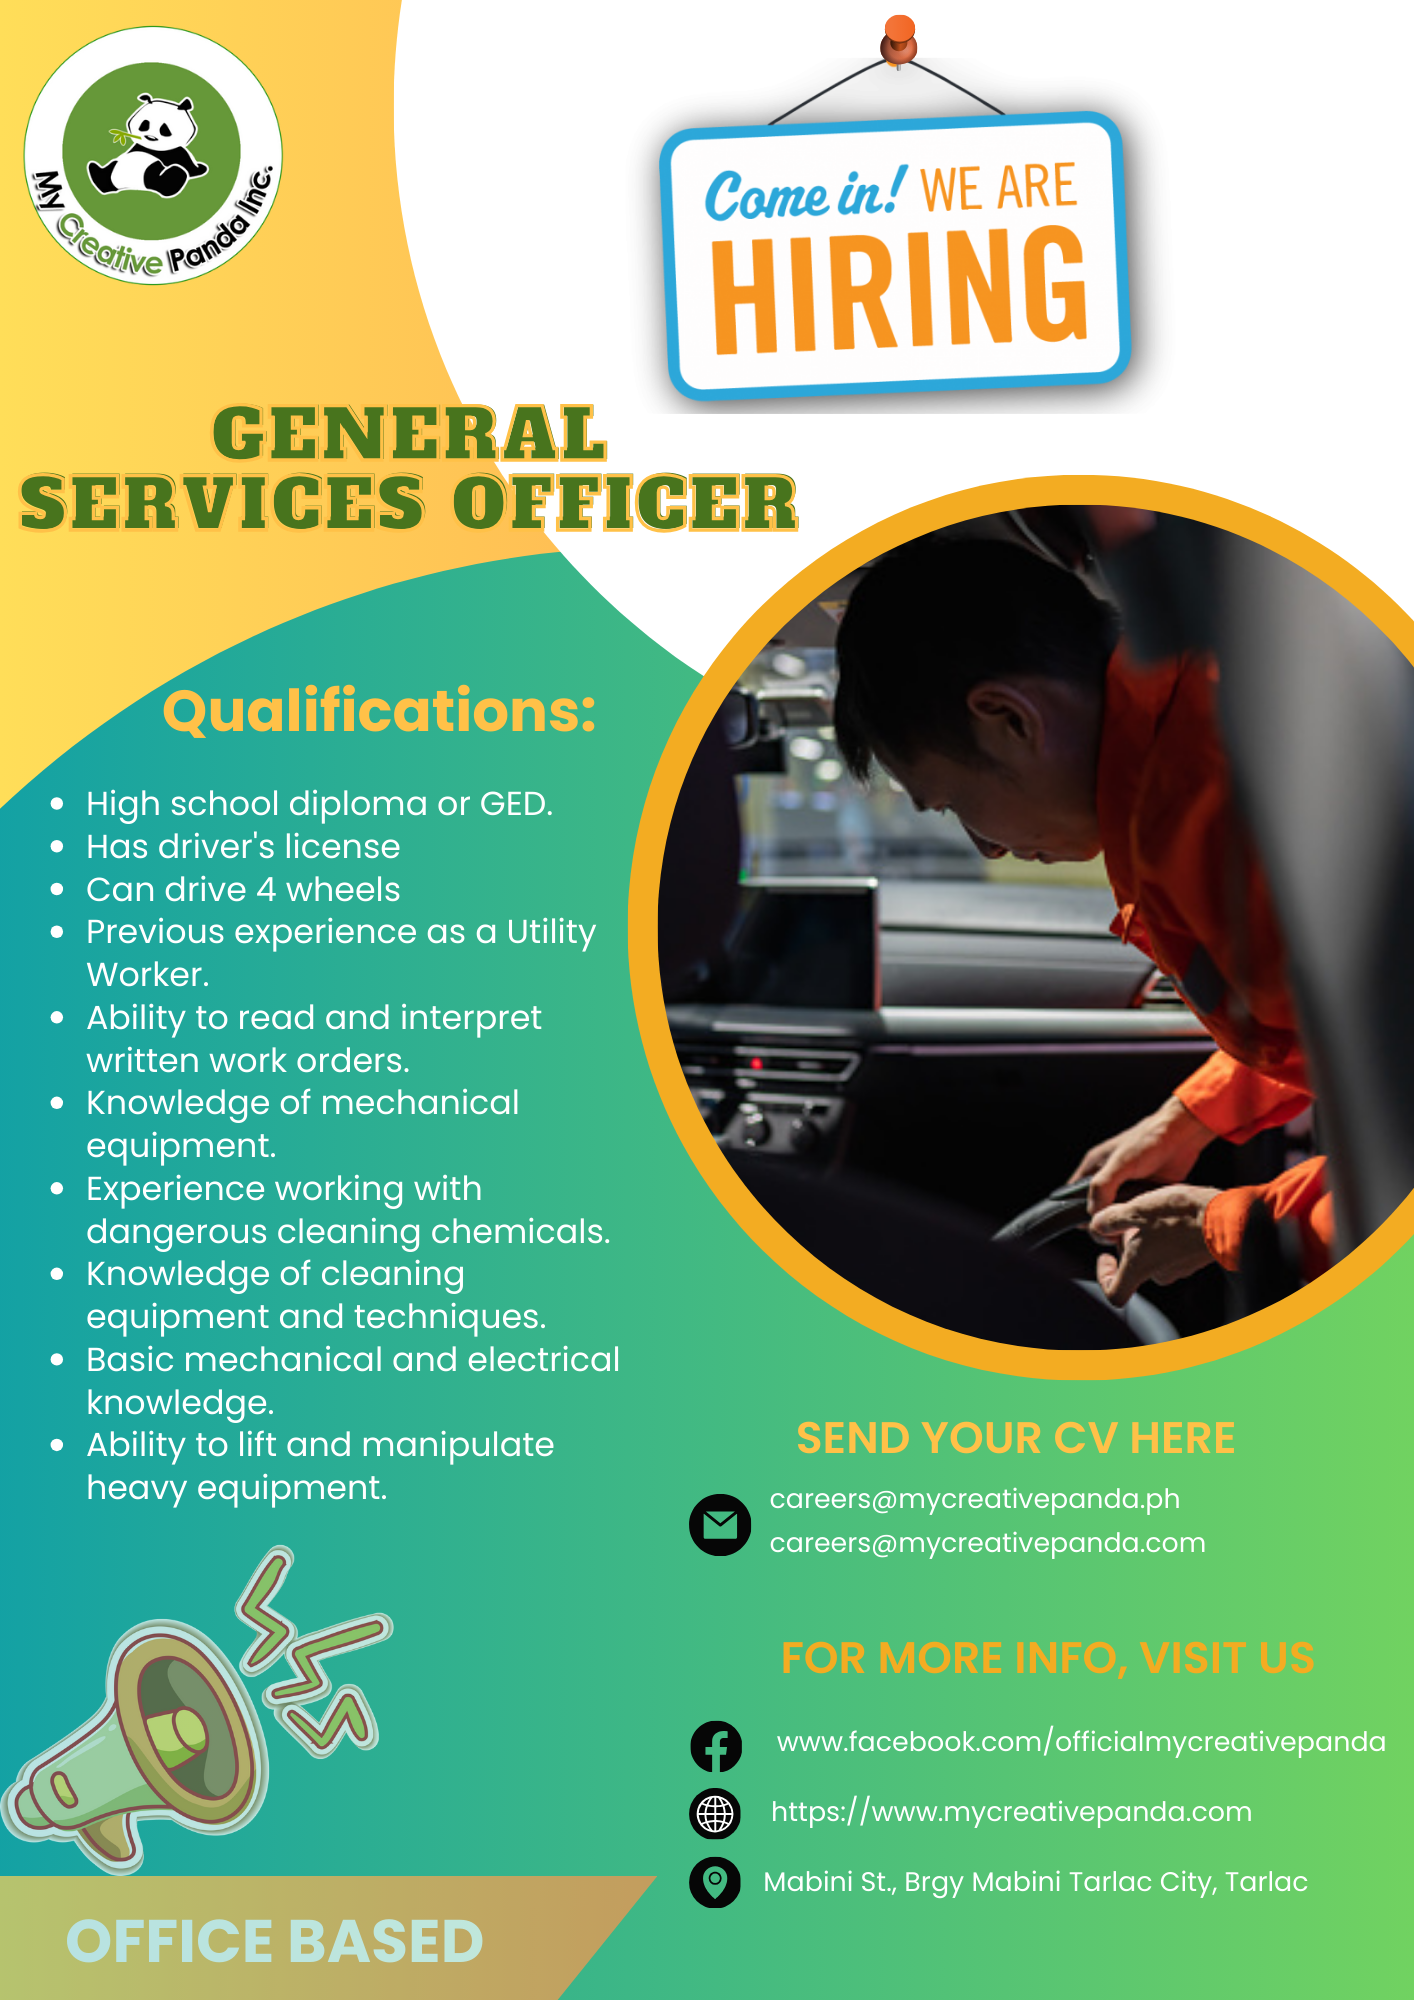 My Creative Panda Inc.
Come in! WE ARE
HIRING
GENERAL
SERVICES OFFICER
Qualifications:
• High school diploma or GED.
• Has driver's license
• Can drive 4 wheels
• Previous experience as a Utility
Worker.
• Ability to read and interpret
written work orders.
• Knowledge of mechanical
equipment.
• Experience working with
dangerous cleaning chemicals.
• Knowledge of cleaning
equipment and techniques.
• Basic mechanical and electrical
knowledge.
• Ability to lift and manipulate
heavy equipment.
SEND YOUR CV HERE
careers@mycreativepanda.ph
careers@mycreativepanda.com
FOR MORE INFO, VISIT US
www.facebook.com/officialmycreativepanda
https://www.mycreativepanda.com
Mabini St., Brgy Mabini Tarlac City, Tarlac
OFFICE BASED